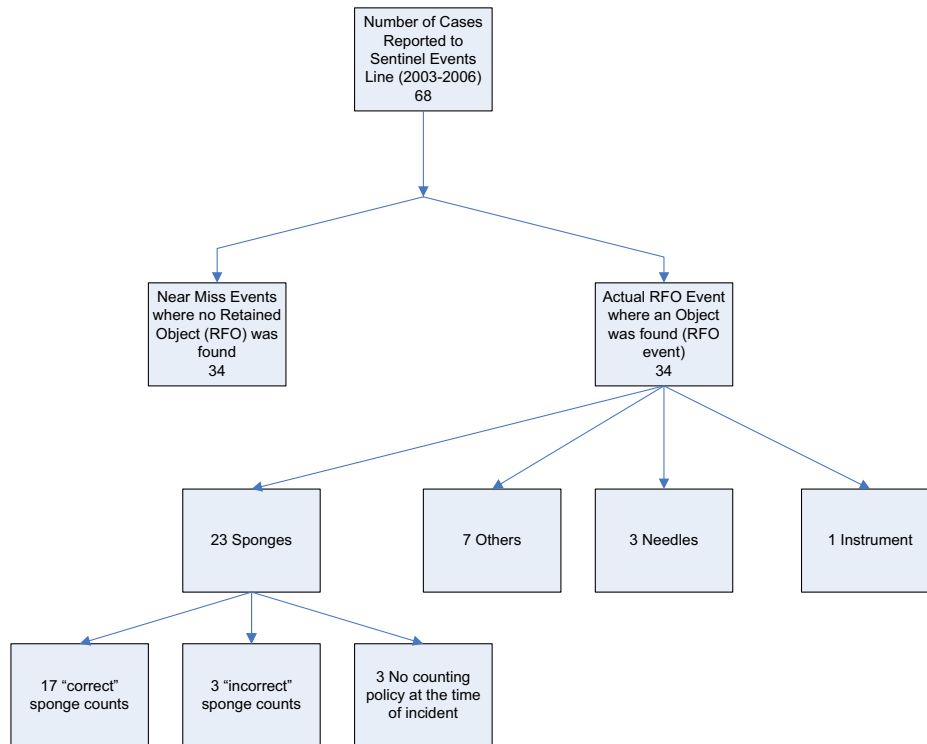 Number of Cases
Reported to
Sentinel Events
Line (2003-2006)
68
Near Miss Events
where no Retained
Object (RFO) was
found
34
Actual RFO Event
where an Object
was found (RFO
event)
34
23 Sponges
7 Others
3 Needles
1 Instrument
17 “correct”
sponge counts
3 “incorrect”
sponge counts
3 No counting
policy at the time
of incident